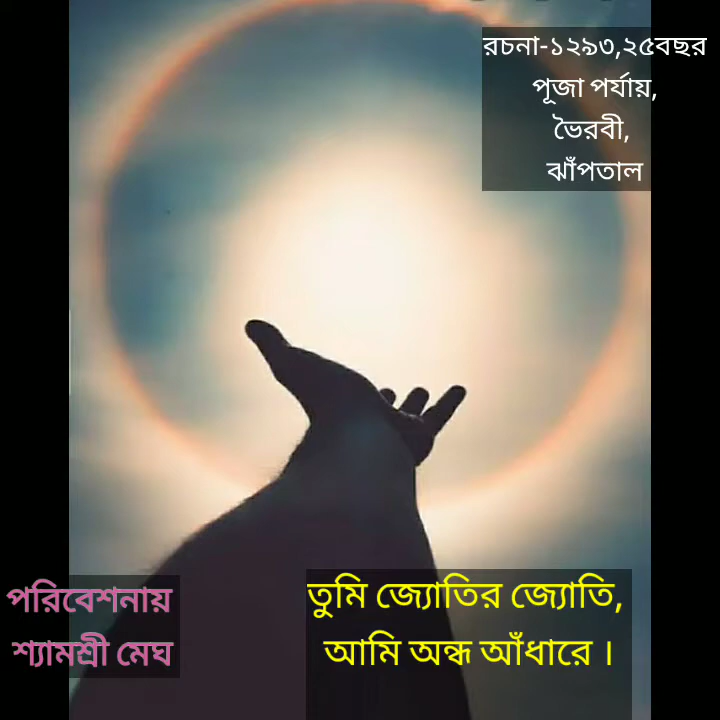 রচনা-১২৯৩,২৫বছর
পূজা পর্যায়,
ভৈরবী,
ঝাঁপতাল
পরিবেশনায়
শ্যামশ্রী মেঘ
তুমি জ্যোতির জ্যোতি,
আমি অন্ধ আঁধারে।